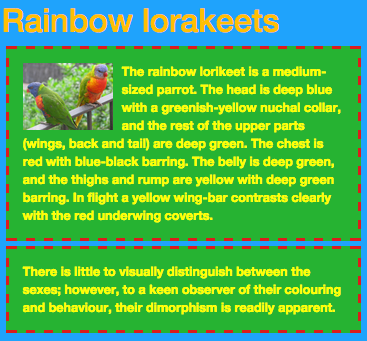 Rainbow lorakeets
The rainbow lorikeet is a medium-
sized parrot. The head is deep blue
with a greenish-yellow nuchal collar,
and the rest of the upper parts
(wings, back and tail) are deep green. The chest is
red with blue-black barring. The belly is deep green,
and the thighs and rump are yellow with deep green
barring. In flight a yellow wing-bar contrasts clearly
with the red underwing coverts.
There is little to visually distinguish between the
sexes; however, to a keen observer of their colouring
and behaviour, their dimorphism is readily apparent.